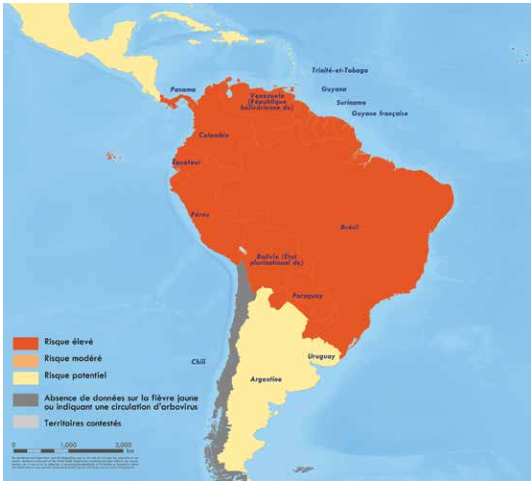 Trinité-et-Tobago
Panama
Venezuela
(République
bolivarienne de)
Guyana
Suriname
Guyane française
Colombie
Équateur
Pérou
Brésil
Bolivie (État
plurinational de)
Paraguay
Chili
Uruguay
Argentine
Risque élevé
Risque modéré
Risque potentiel
Absence de données sur la fièvre jaune
ou indiquant une circulation d'arbovirus
Territoires contestés
0 1,000 2,000
km